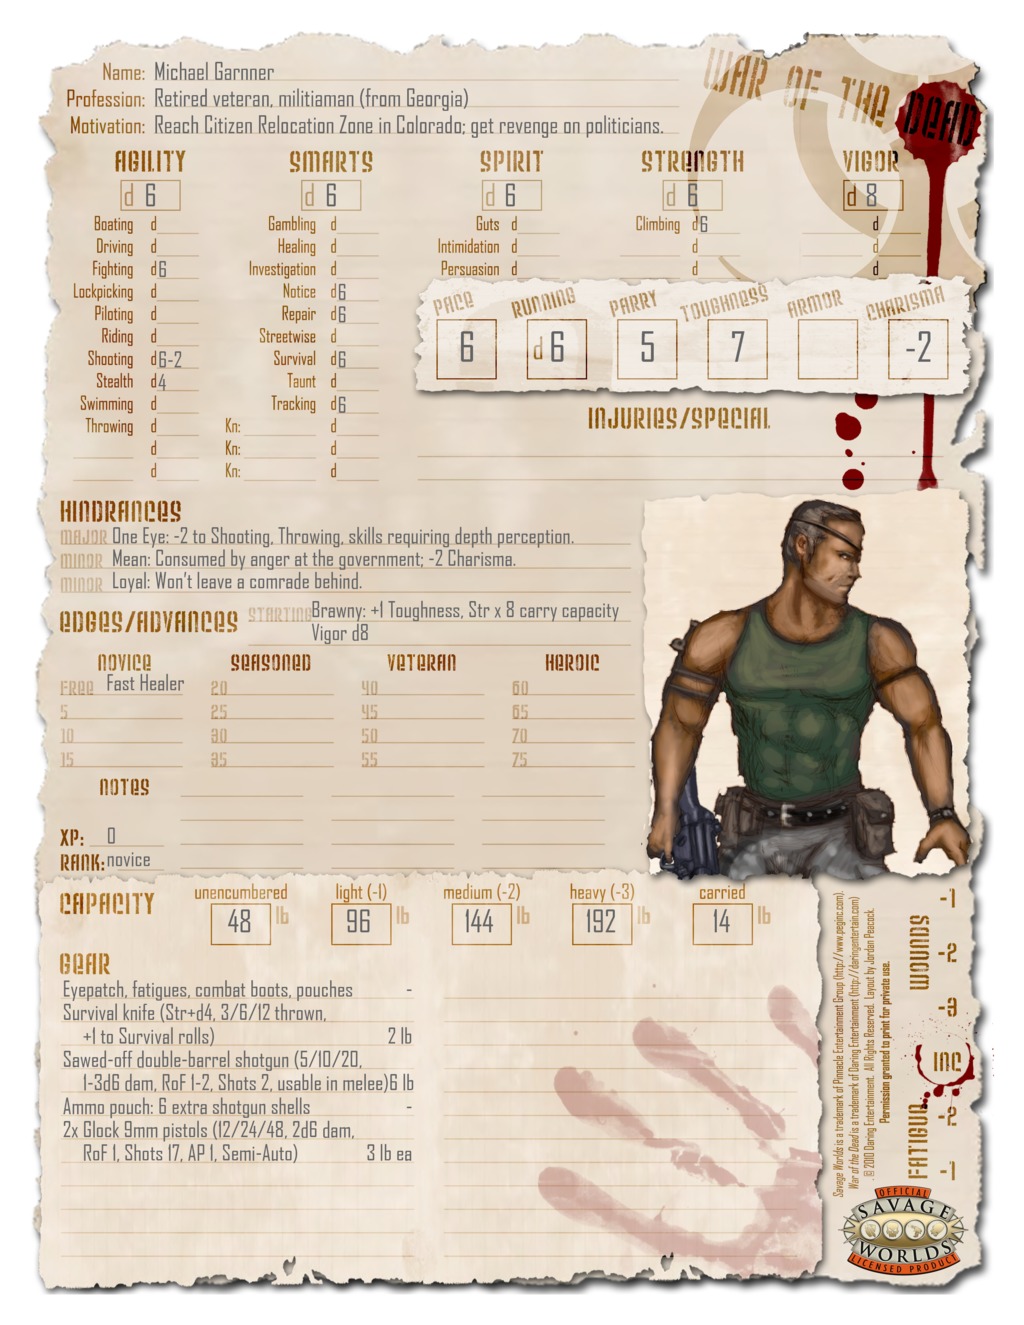 WAR OF THE DEAD
Name: Michael Garnner
Profession: Retired veteran, militiaman (from Georgia)
Motivation: Reach Citizen Relocation Zone in Colorado; get revenge on politicians.
AGILITY SMARTS SPIRIT STRENGTH VIGOR
d 6 d 6 d 6 d 6 d 8
Boating d Gambling d Guts d Climbing d6 d
Driving d Healing d Intimidation d d
Fighting d6 Investigation d Persuasion d d
Lockpicking d Notice d6
Piloting d Repair d6
Riding d Streetwise d
Shooting d6-2 Survival d6
Stealth d4 Taunt d
Swimming d Tracking d6
Throwing d Kn: d
d Kn: d
d Kn: d
PACE RUNNING PARRY TOUGHNESS ARMOR CHARISMA
6 d 6 5 7 -2
INJURIES/SPECIAL
HINDRANCES
MAJOR One Eye: -2 to Shooting, Throwing, skills requiring depth perception.
MINOR Mean: Consumed by anger at the government; -2 Charisma.
MINOR Loyal: Won't leave a comrade behind.
EDGES/ADVANCES STARTING Brawny: +1 Toughness, Str x 8 carry capacity
Vigor d8
NOVICE SEASONED VETERAN HEROIC
FREE Fast Healer 20 40 60
5 25 45 65
10 30 50 70
15 35 55 75
NOTES
XP: 0
RANK: novice
CAPACITY unencumbered light (-1) medium (-2) heavy (-3) carried
48 lb 96 lb 144 lb 192 lb 14 lb
GEAR
Eyepatch, fatigues, combat boots, pouches -
Survival knife (Str+d4, 3/6/12 thrown,
+1 to Survival rolls) 2 lb
Sawed-off double-barrel shotgun (5/10/20,
1-3d6 dam, RoF 1-2, Shots 2, usable in melee)6 lb
Ammo pouch: 6 extra shotgun shells -
2x Glock 9mm pistols (12/24/48, 2d6 dam,
RoF 1, Shots 17, AP 1, Semi-Auto) 3 lb ea
Savage Worlds is a trademark of Pinnacle Entertainment Group (http://www.peginc.com).
War of the Dead is a trademark of Daring Entertainment (http://daringentertain.com)
© 2010 Daring Entertainment. All Rights Reserved. Layout by Jordan Peacock.
Permission granted to print for private use.
WOUNDS
-1
-2
-3
INC
FATIGUE
-2
-1
OFFICIAL
SAVAGE
WORLDS
LICENSED PRODUCT